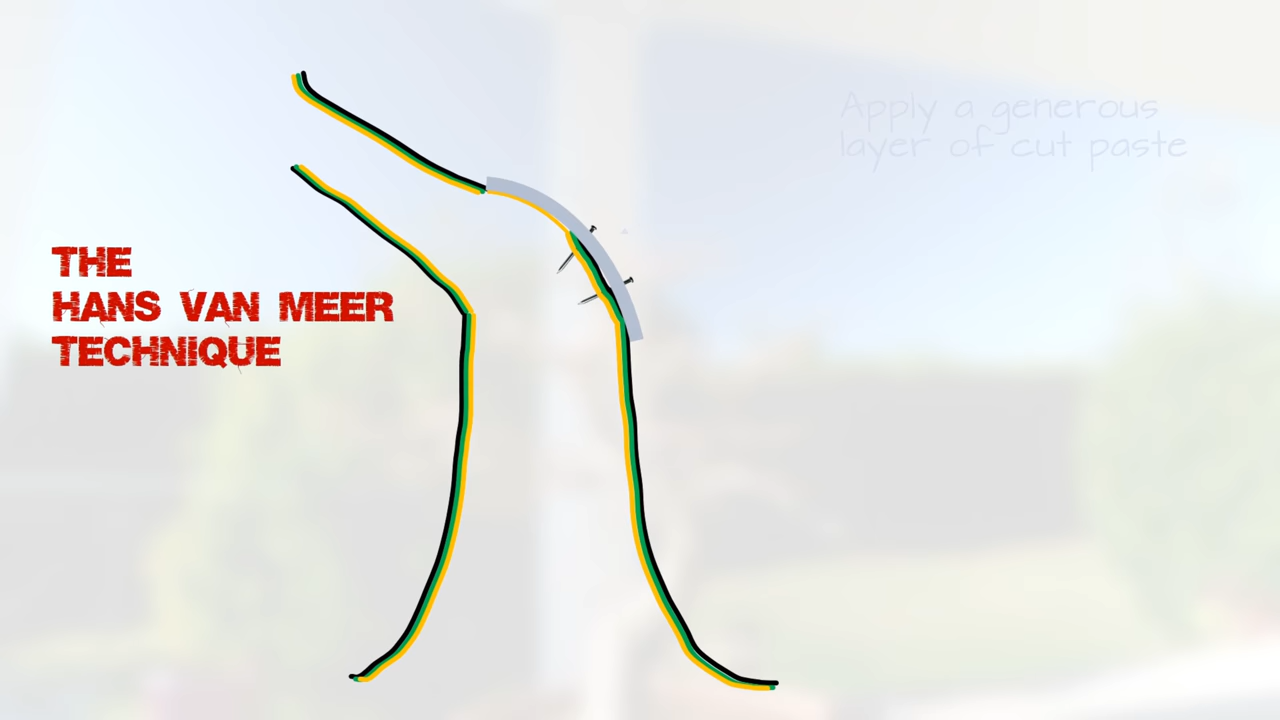 THE
HANS VAN MEER
TECHNIQUE
Apply a generous
layer of cut paste